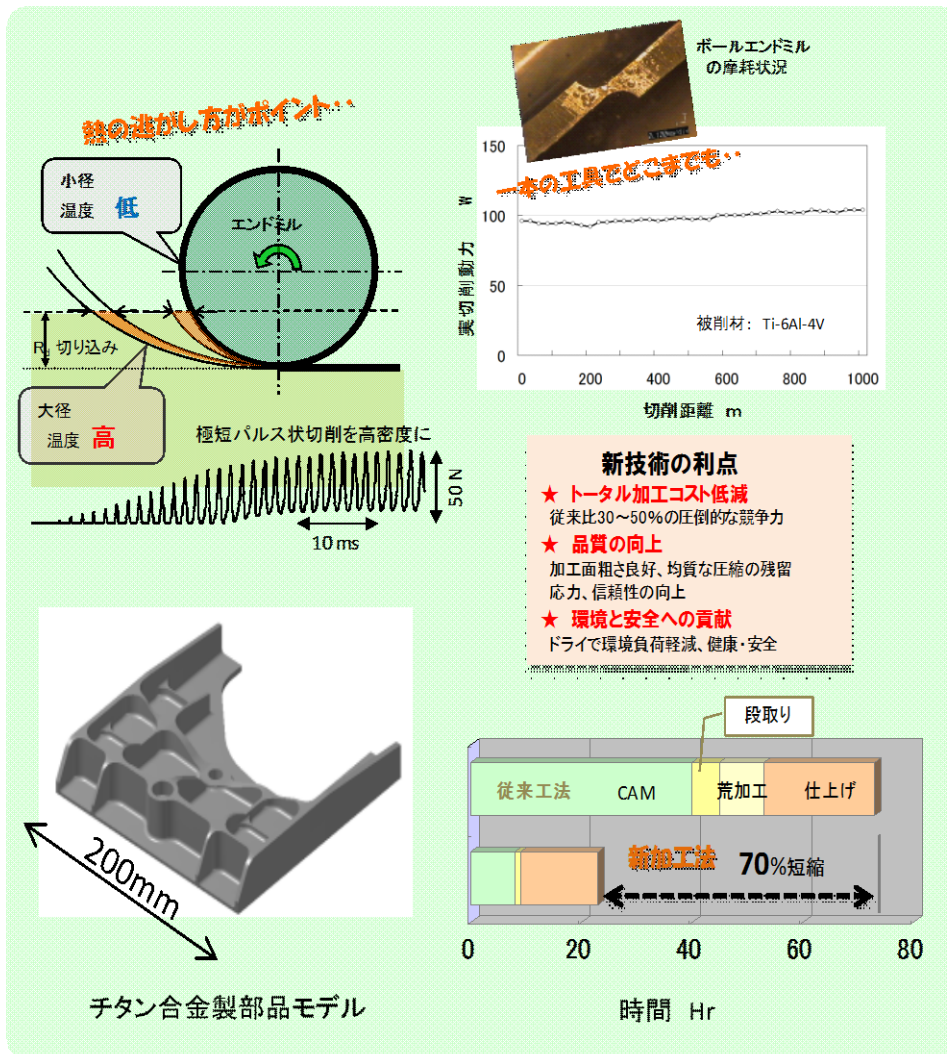 ボールエンドミル
の摩耗状況
熱の逃がし方がポイント‥
小径
温度 低
エンドミル
切り込み
大径
温度 高
極短パルス状切削を高密度に
50 N
10 ms
一本の工具でどこまでも‥
実切削動力 W
150
100
50
0
被削材： Ti-6Al-4V
0 200 400 600 800 1000
切削距離 m
新技術の利点
★ トータル加工コスト低減
従来比30～50%の圧倒的な競争力
★ 品質の向上
加工面粗さ良好、均質な圧縮の残留
応力、信頼性の向上
★ 環境と安全への貢献
ドライで環境負荷軽減、健康・安全
200mm
チタン合金製部品モデル
段取り
従来工法 CAM 荒加工 仕上げ
新加工法 70%短縮
0 20 40 60 80
時間 Hr